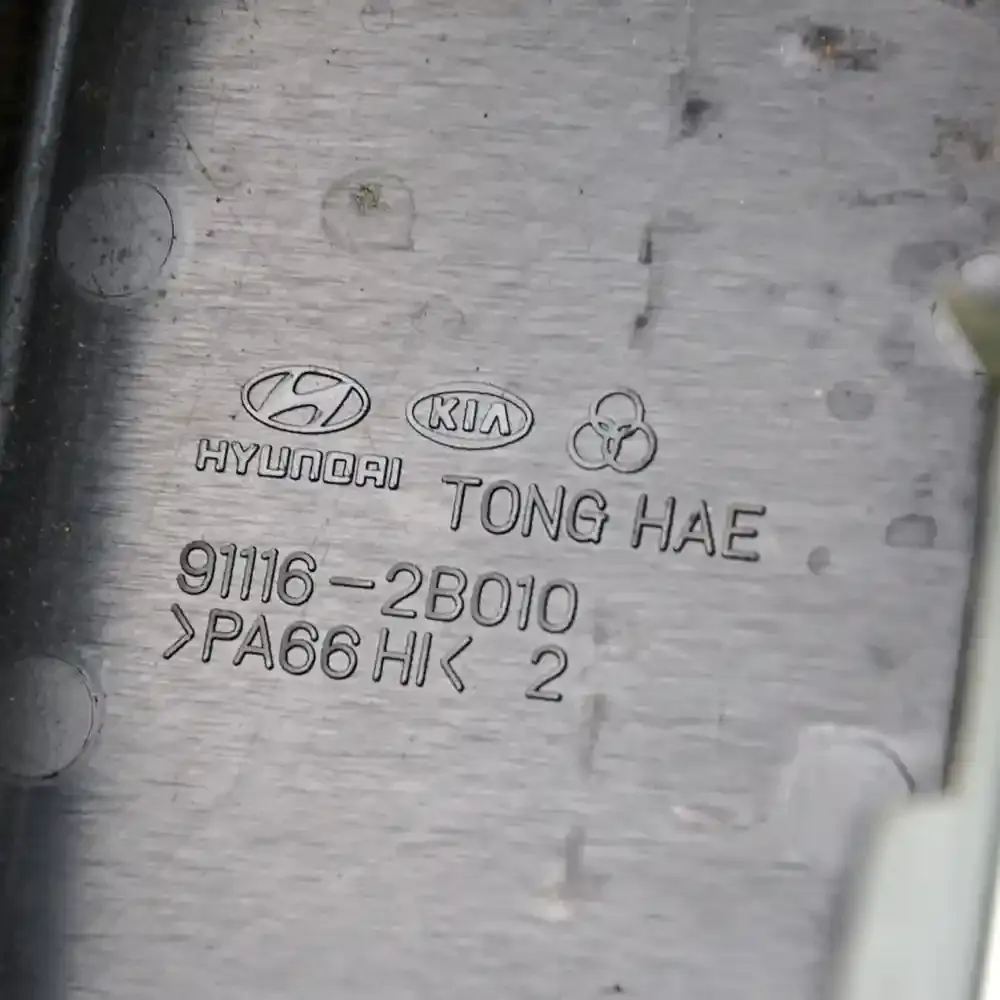 HYUNDAI
KIA
TONG HAE
91116-2B010
>PA66 HI< 2